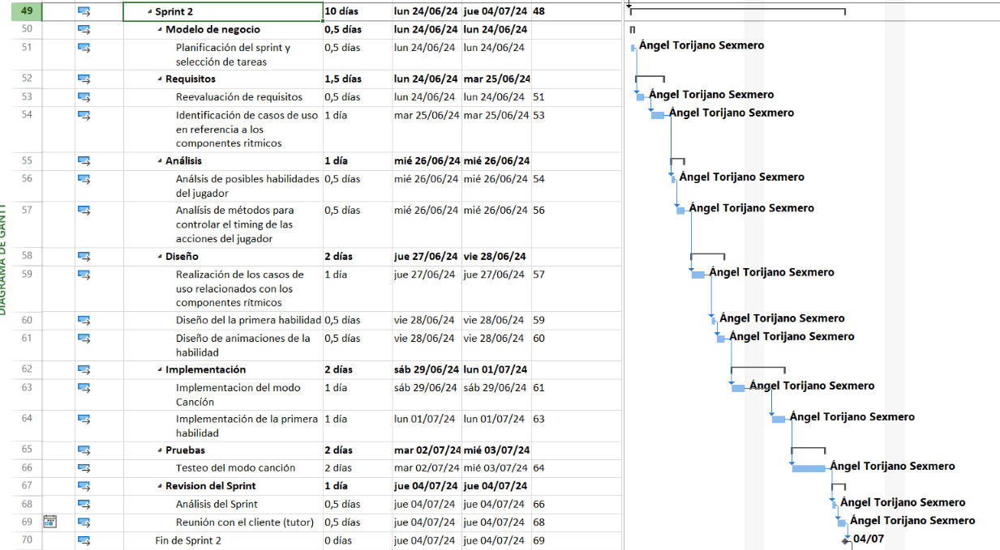 49 Sprint 2 10 días lun 24/06/24 jue 04/07/24 48
50 Modelo de negocio 0,5 días lun 24/06/24 lun 24/06/24
51 Planificación del sprint y 0,5 días lun 24/06/24 lun 24/06/24 Ángel Torijano Sexmero
selección de tareas
52 Requisitos 1,5 días lun 24/06/24 mar 25/06/24
53 Reevaluación de requisitos 0,5 días lun 24/06/24 lun 24/06/24 51 Ángel Torijano Sexmero
54 Identificación de casos de uso 1 día mar 25/06/24 mar 25/06/24 53 Ángel Torijano Sexmero
en referencia a los
componentes ritmicos
55 Análisis 1 día mié 26/06/24 mié 26/06/24
56 Análsis de posibles habilidades 0,5 días mié 26/06/24 mié 26/06/24 54 Ángel Torijano Sexmero
del jugador
57 Analísis de métodos para 0,5 días mié 26/06/24 mié 26/06/24 56 Ángel Torijano Sexmero
controlar el timing de las
acciones del jugador
58 Diseño 2 días jue 27/06/24 vie 28/06/24
59 Realización de los casos de 1 día jue 27/06/24 jue 27/06/24 57 Ángel Torijano Sexmero
uso relacionados con los
componentes rítmicos
60 Diseño del la primera habilidad 0,5 días vie 28/06/24 vie 28/06/24 59 Ángel Torijano Sexmero
61 Diseño de animaciones de la 0,5 días vie 28/06/24 vie 28/06/24 60 Ángel Torijano Sexmero
habilidad
62 Implementación 2 días sáb 29/06/24 lun 01/07/24
63 Implementacion del modo 1 día sáb 29/06/24 sáb 29/06/24 61 Ángel Torijano Sexmero
Cancíón
64 Implementación de la primera 1 día lun 01/07/24 lun 01/07/24 63 Ángel Torijano Sexmero
habilidad
65 Pruebas 2 días mar 02/07/24 mié 03/07/24
66 Testeo del modo canción 2 días mar 02/07/24 mié 03/07/24 64 Ángel Torijano Sexmero
67 Revision del Sprint 1 día jue 04/07/24 jue 04/07/24
68 Análisis del Sprint 0,5 días jue 04/07/24 jue 04/07/24 66 Ángel Torijano Sexmero
69 Reunión con el cliente (tutor) 0,5 días jue 04/07/24 jue 04/07/24 68 Ángel Torijano Sexmero
70 Fin de Sprint 2 0 días jue 04/07/24 jue 04/07/24 69 04/07
DIAGRAMA DE GANTT